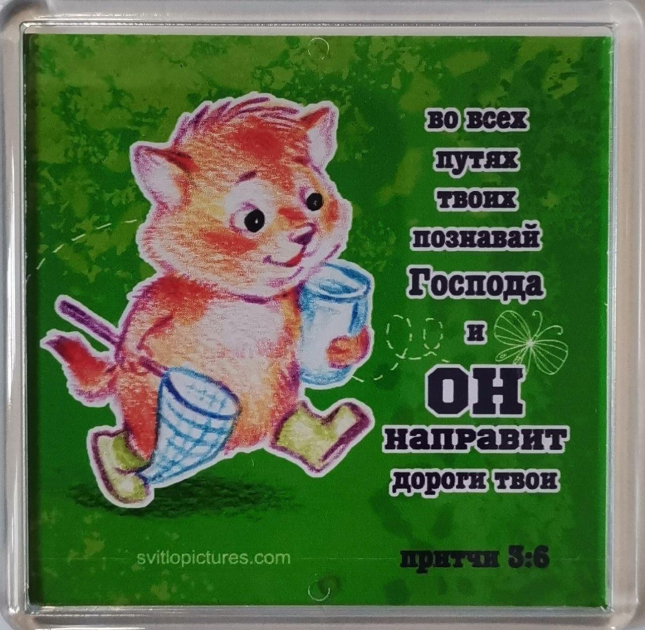 во всех
путях
твоих
познавай
Господа
и
ОН
направит
дороги твои
притчи 3:6
svitlopictures.com